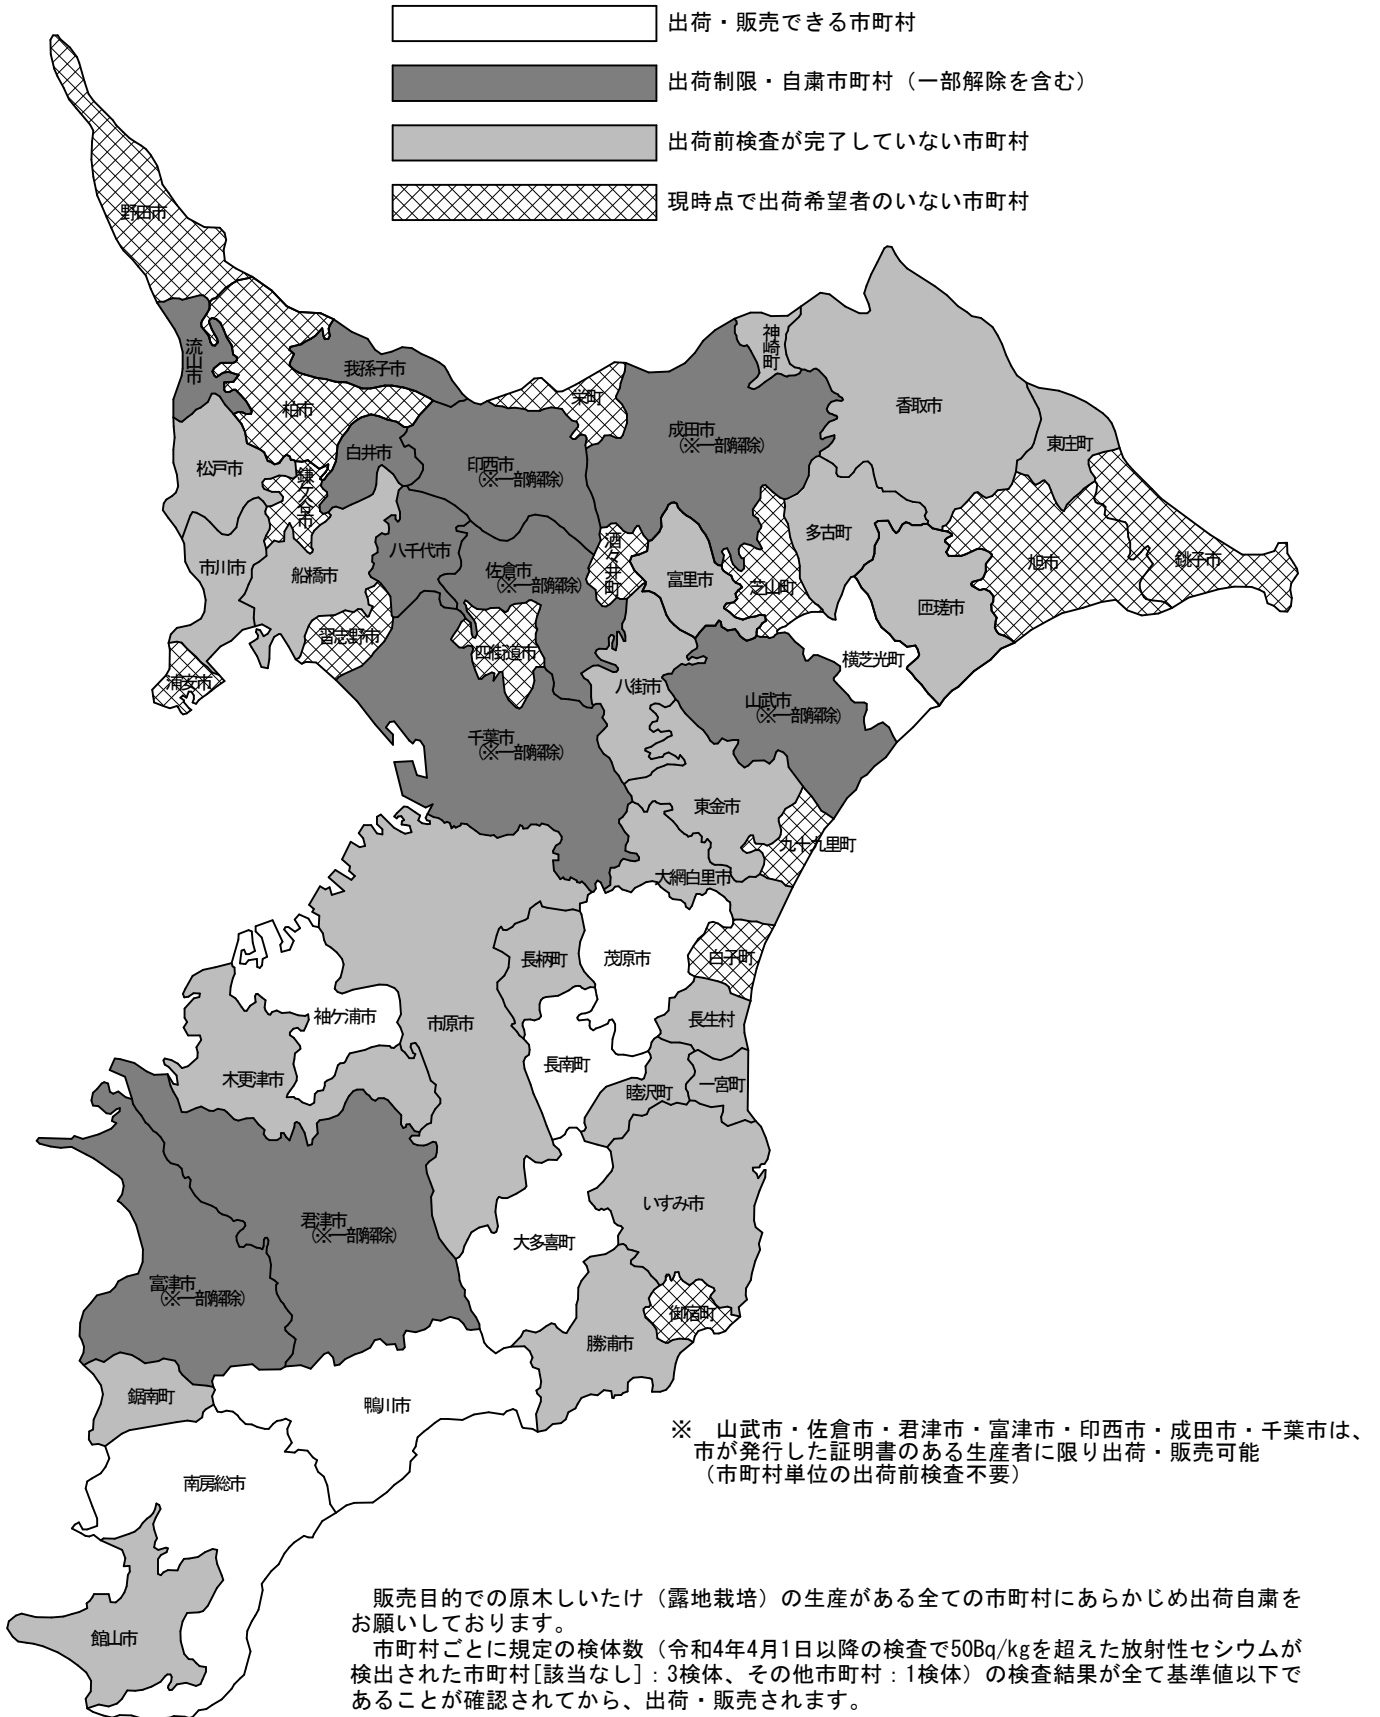 出荷・販売できる市町村
出荷制限・自粛市町村（一部解除を含む）
出荷前検査が完了していない市町村
現時点で出荷希望者のいない市町村
野田市
流山市
我孫子市
柏市
栄町
神崎町
香取市
成田市
(※一部解除)
東庄町
松戸市
白井市
印西市
(※一部解除)
鎌ケ谷市
市川市
船橋市
八千代市
佐倉市
(※一部解除)
酒々井町
富里市
芝山町
多古町
匝瑳市
旭市
銚子市
浦安市
習志野市
四街道市
八街市
横芝光町
山武市
(※一部解除)
千葉市
(※一部解除)
東金市
九十九里町
大網白里市
長柄町
茂原市
白子町
袖ケ浦市
市原市
長生村
木更津市
長南町
睦沢町
一宮町
いすみ市
君津市
(※一部解除)
大多喜町
富津市
(※一部解除)
御宿町
勝浦市
鋸南町
鴨川市
南房総市
館山市
※　山武市・佐倉市・君津市・富津市・印西市・成田市・千葉市は、
市が発行した証明書のある生産者に限り出荷・販売可能
（市町村単位の出荷前検査不要）
販売目的での原木しいたけ（露地栽培）の生産がある全ての市町村にあらかじめ出荷自粛を
お願いしております。
市町村ごとに規定の検体数（令和4年4月1日以降の検査で50Bq/kgを超えた放射性セシウムが
検出された市町村[該当なし]：3検体、その他市町村：1検体）の検査結果が全て基準値以下で
あることが確認されてから、出荷・販売されます。